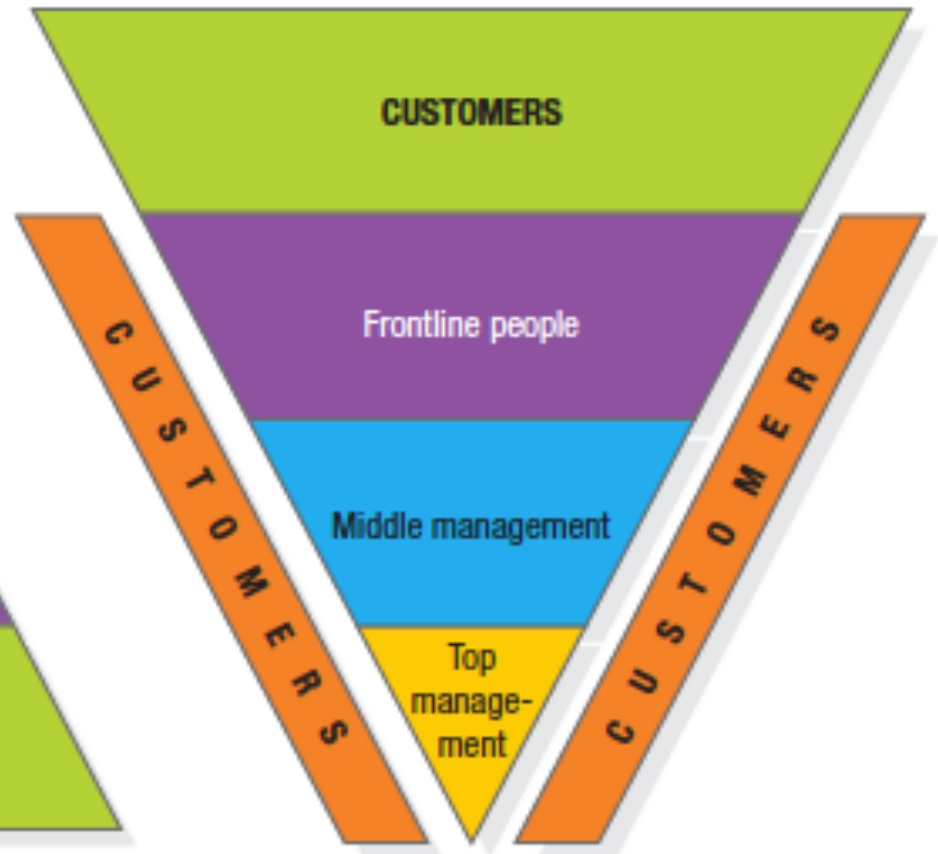 CUSTOMERS
Frontline people
Middle management
Top
manage-
ment
CUSTOMERS
CUSTOMERS